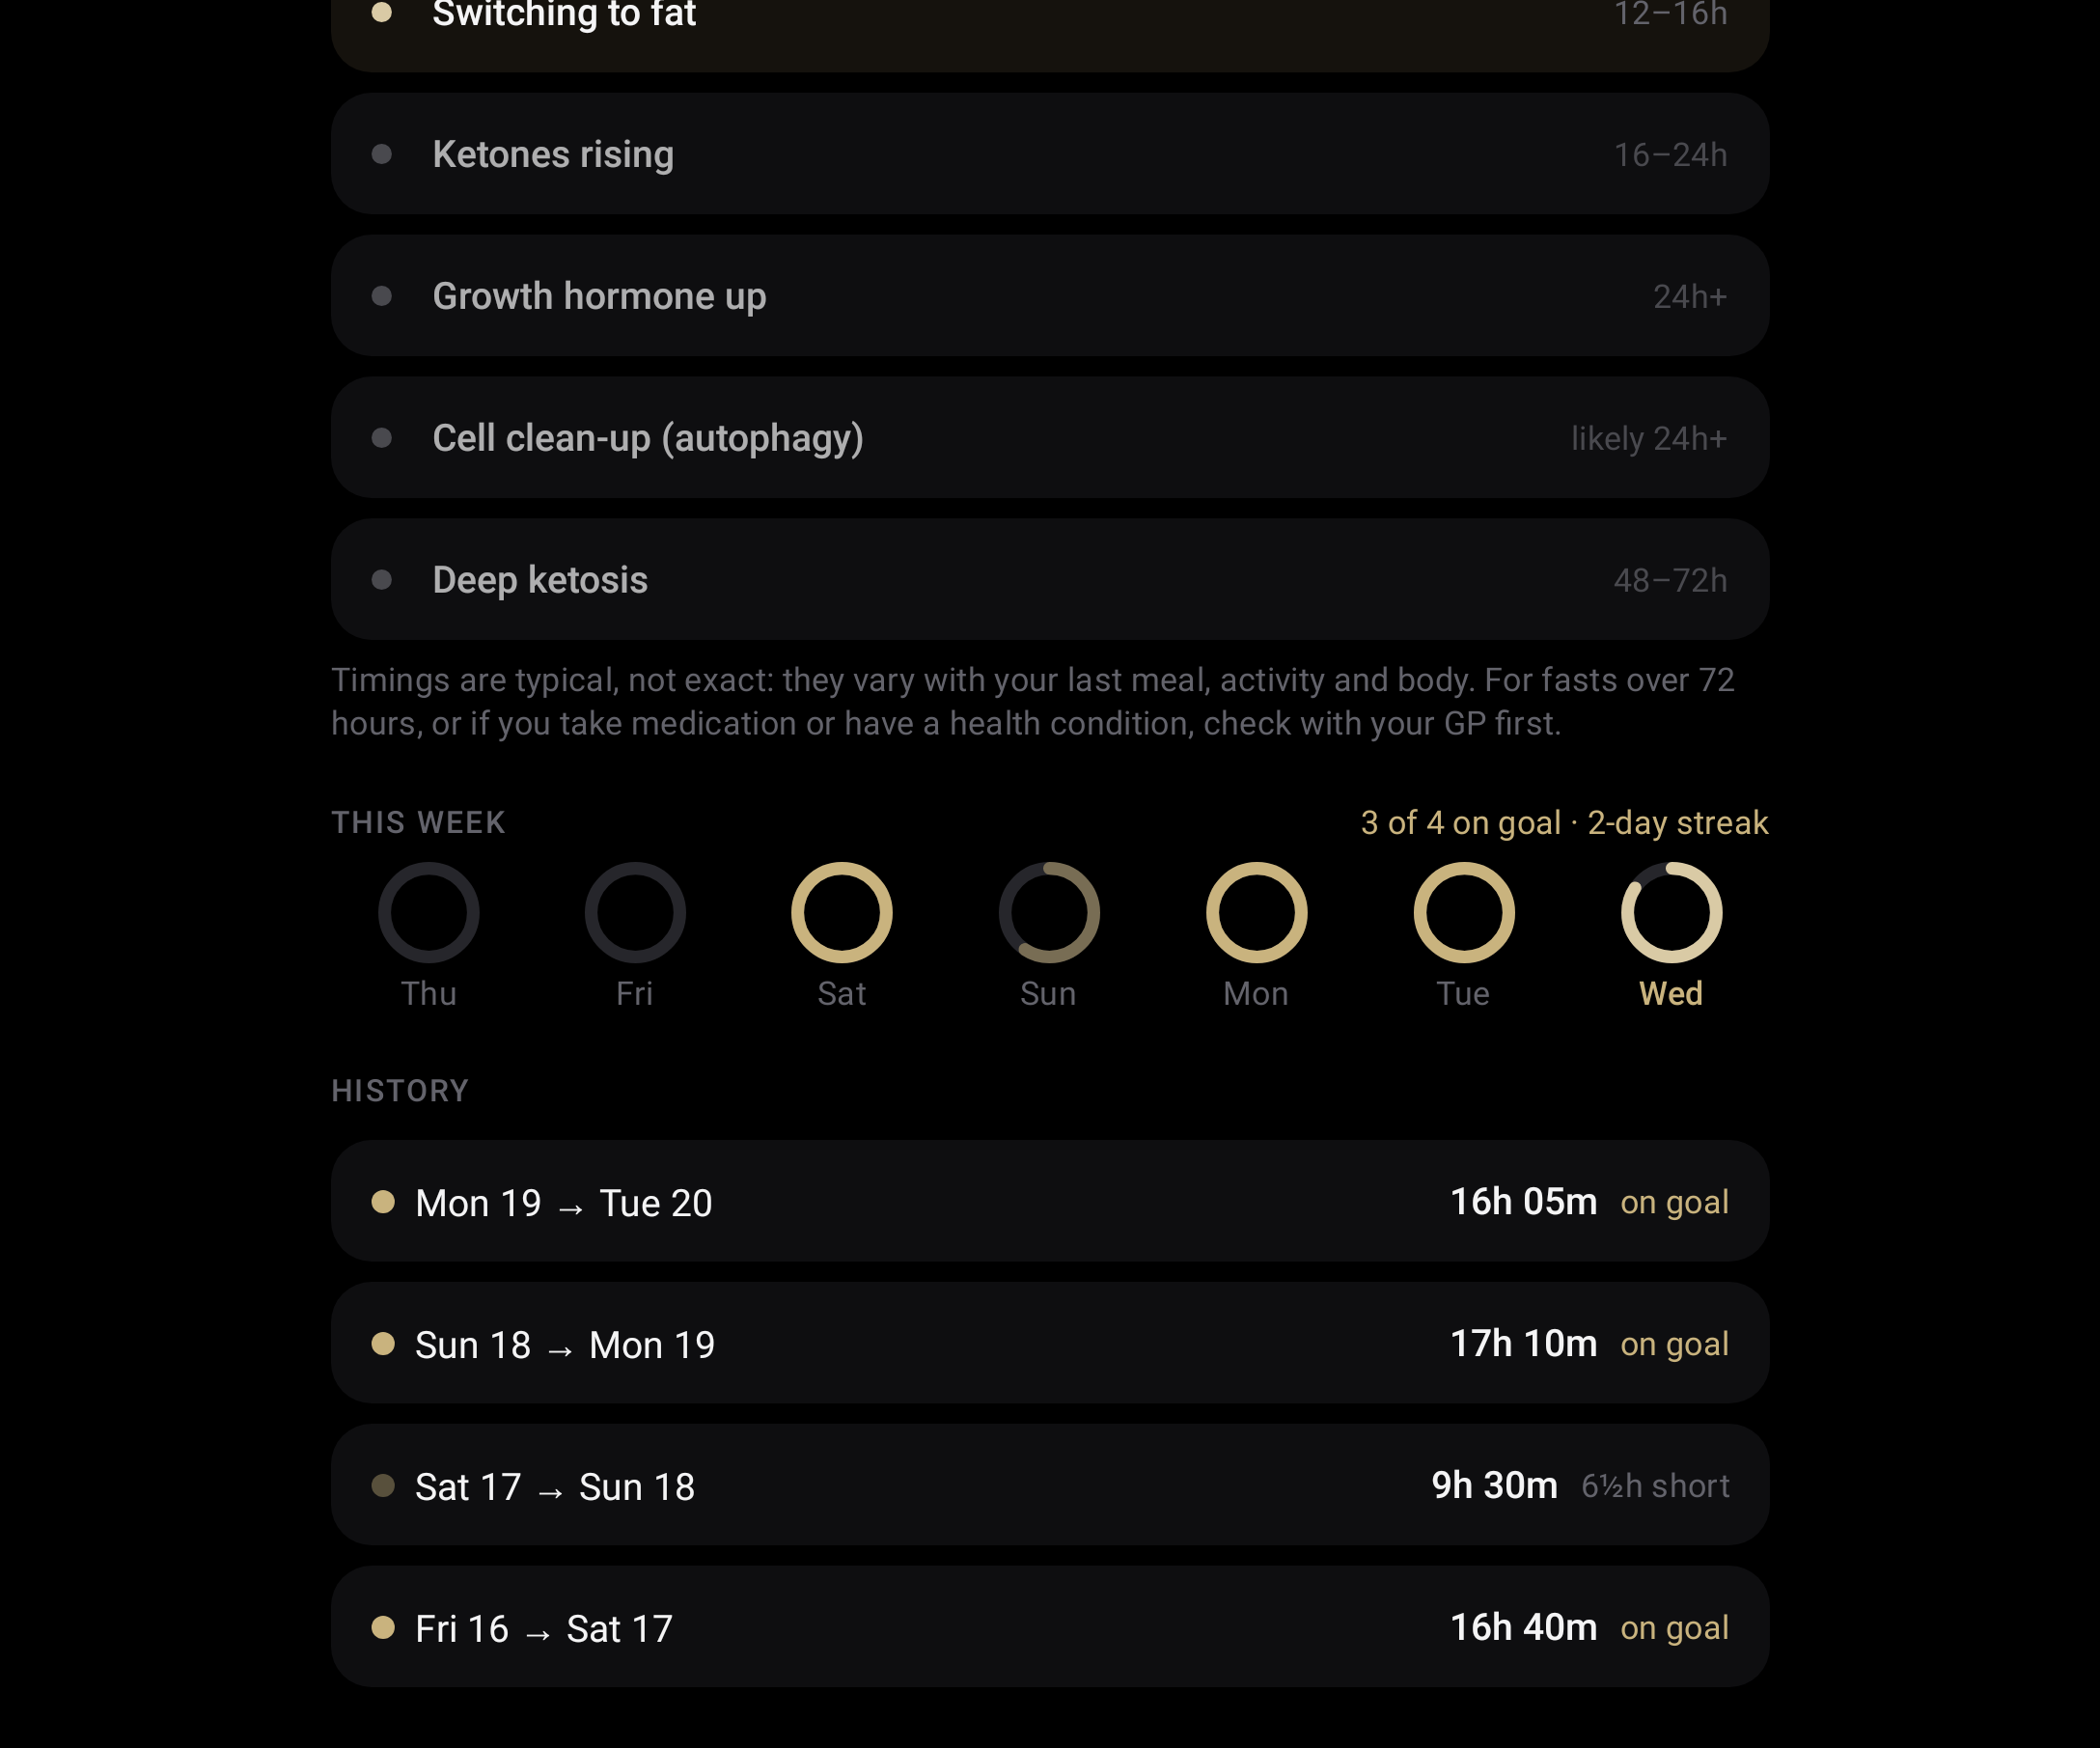 Switching to fat 12–16h
Ketones rising 16–24h
Growth hormone up 24h+
Cell clean-up (autophagy) likely 24h+
Deep ketosis 48–72h
Timings are typical, not exact: they vary with your last meal, activity and body. For fasts over 72
hours, or if you take medication or have a health condition, check with your GP first.
THIS WEEK 3 of 4 on goal · 2-day streak
Thu Fri Sat Sun Mon Tue Wed
HISTORY
Mon 19 → Tue 20 16h 05m on goal
Sun 18 → Mon 19 17h 10m on goal
Sat 17 → Sun 18 9h 30m 6½h short
Fri 16 → Sat 17 16h 40m on goal